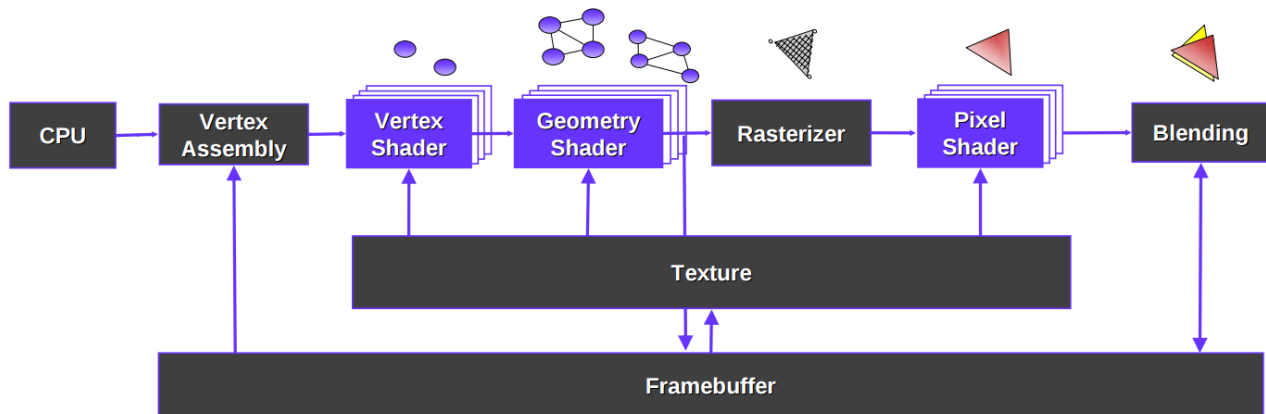 CPU
Vertex
Assembly
Vertex
Shader
Geometry
Shader
Rasterizer
Pixel
Shader
Blending
Texture
Framebuffer